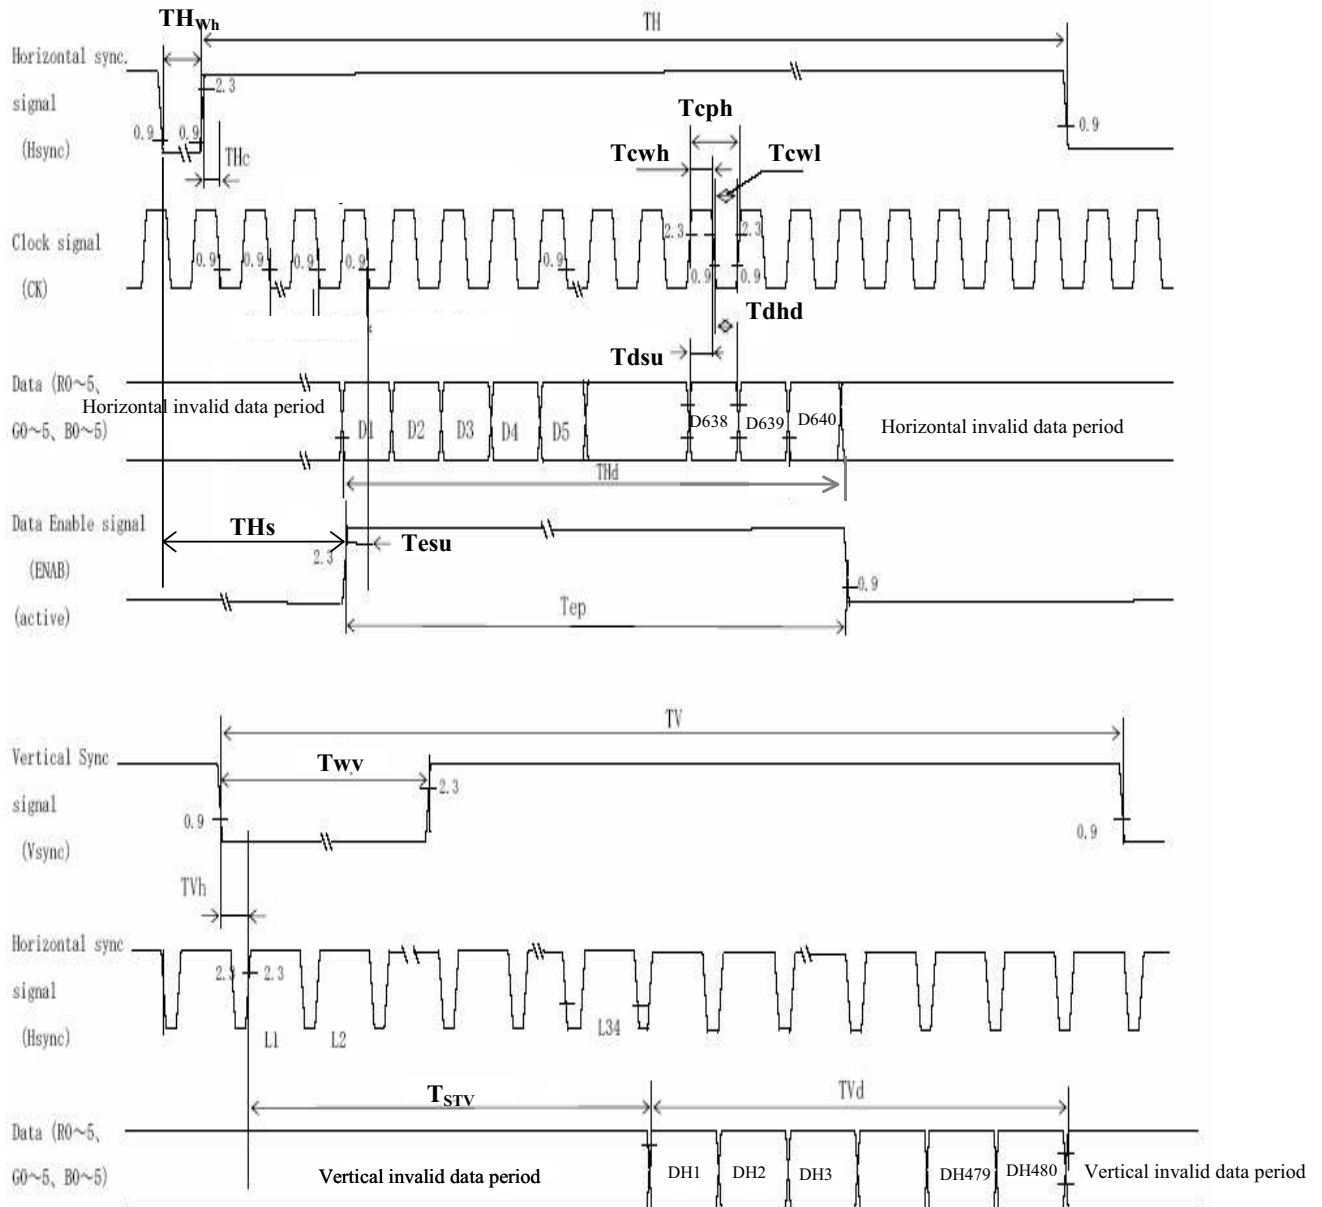 TH
THwh
Horizontal sync.
signal
(Hsync)
2.3
0.9
0.9
0.9
THc
Tcph
Tcwh
Tcwl
Clock signal
(CK)
0.9
0.9
0.9
0.9
0.9
2.3
2.3
0.9
0.9
Tdhd
Tdsu
Data (R0～5、
G0～5、B0～5)
Horizontal invalid data period
D1
D2
D3
D4
D5
D638
D639
D640
Horizontal invalid data period
THd
Data Enable signal
(ENAB)
(active)
THs
2.3
Tesu
0.9
Tep
TV
Vertical Sync
signal
(Vsync)
Twv
2.3
0.9
0.9
TVh
Horizontal sync
signal
(Hsync)
2.3
2.3
L1
L2
L34
TSTV
TVd
Data (R0～5、
G0～5、B0～5)
Vertical invalid data period
DH1
DH2
DH3
DH479
DH480
Vertical invalid data period